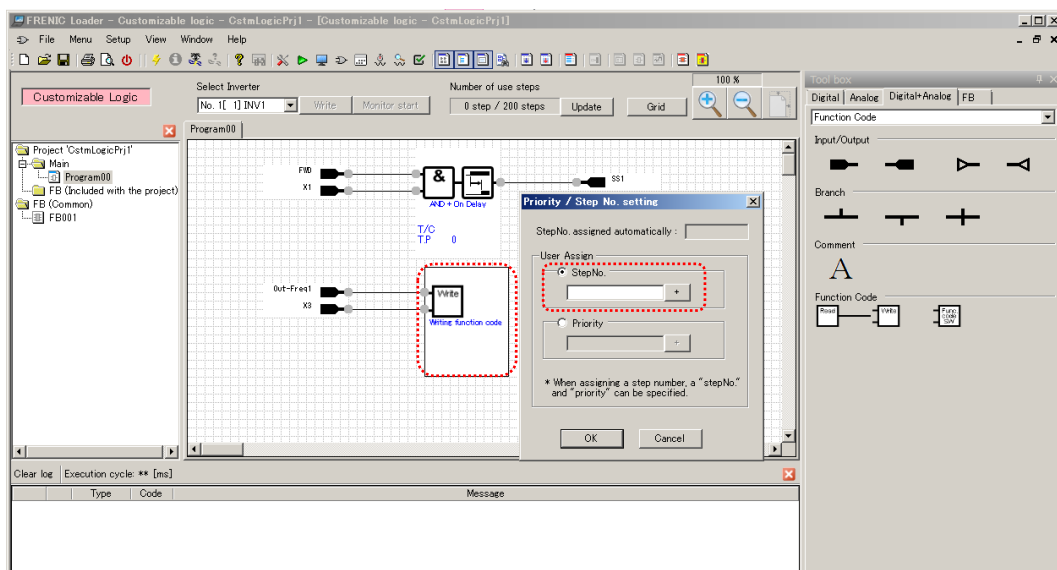 FRENIC Loader - Customizable logic - CstmLogicPrj1 - [Customizable logic - CstmLogicPrj1]
File Menu Setup View Window Help
Customizable Logic
Select Inverter
No. 1[ 1] INV1
Write
Monitor start
Number of use steps
0 step / 200 steps
Update
Grid
100 %
Project 'CstmLogicPrj1'
Main
Program00
FB (Included with the project)
FB (Common)
FB001
Program00
FWD
X1
&
AND + On Delay
SS1
T/C
T.P 0
Out-Freq1
X3
Write
Writing function code
Priority / Step No. setting
StepNo. assigned automatically :
User Assign
StepNo.
+
Priority
+
* When assigning a step number, a "stepNo."
and "priority" can be specified.
OK
Cancel
Tool box
Digital Analog Digital+Analog FB
Function Code
Input/Output
Branch
Comment
A
Function Code
Read
Write
Func.
code
SW
Clear log Execution cycle: ** [ms]
Type Code Message